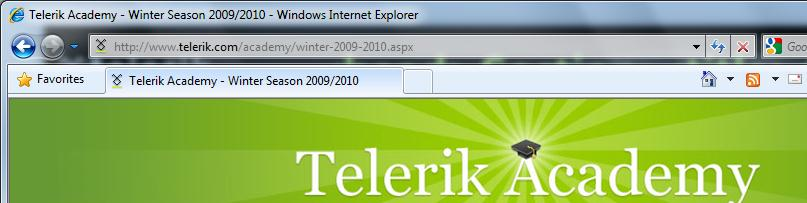 Telerik Academy - Winter Season 2009/2010 - Windows Internet Explorer
http://www.telerik.com/academy/winter-2009-2010.aspx
Goo
Favorites
Telerik Academy - Winter Season 2009/2010
Telerik Academy